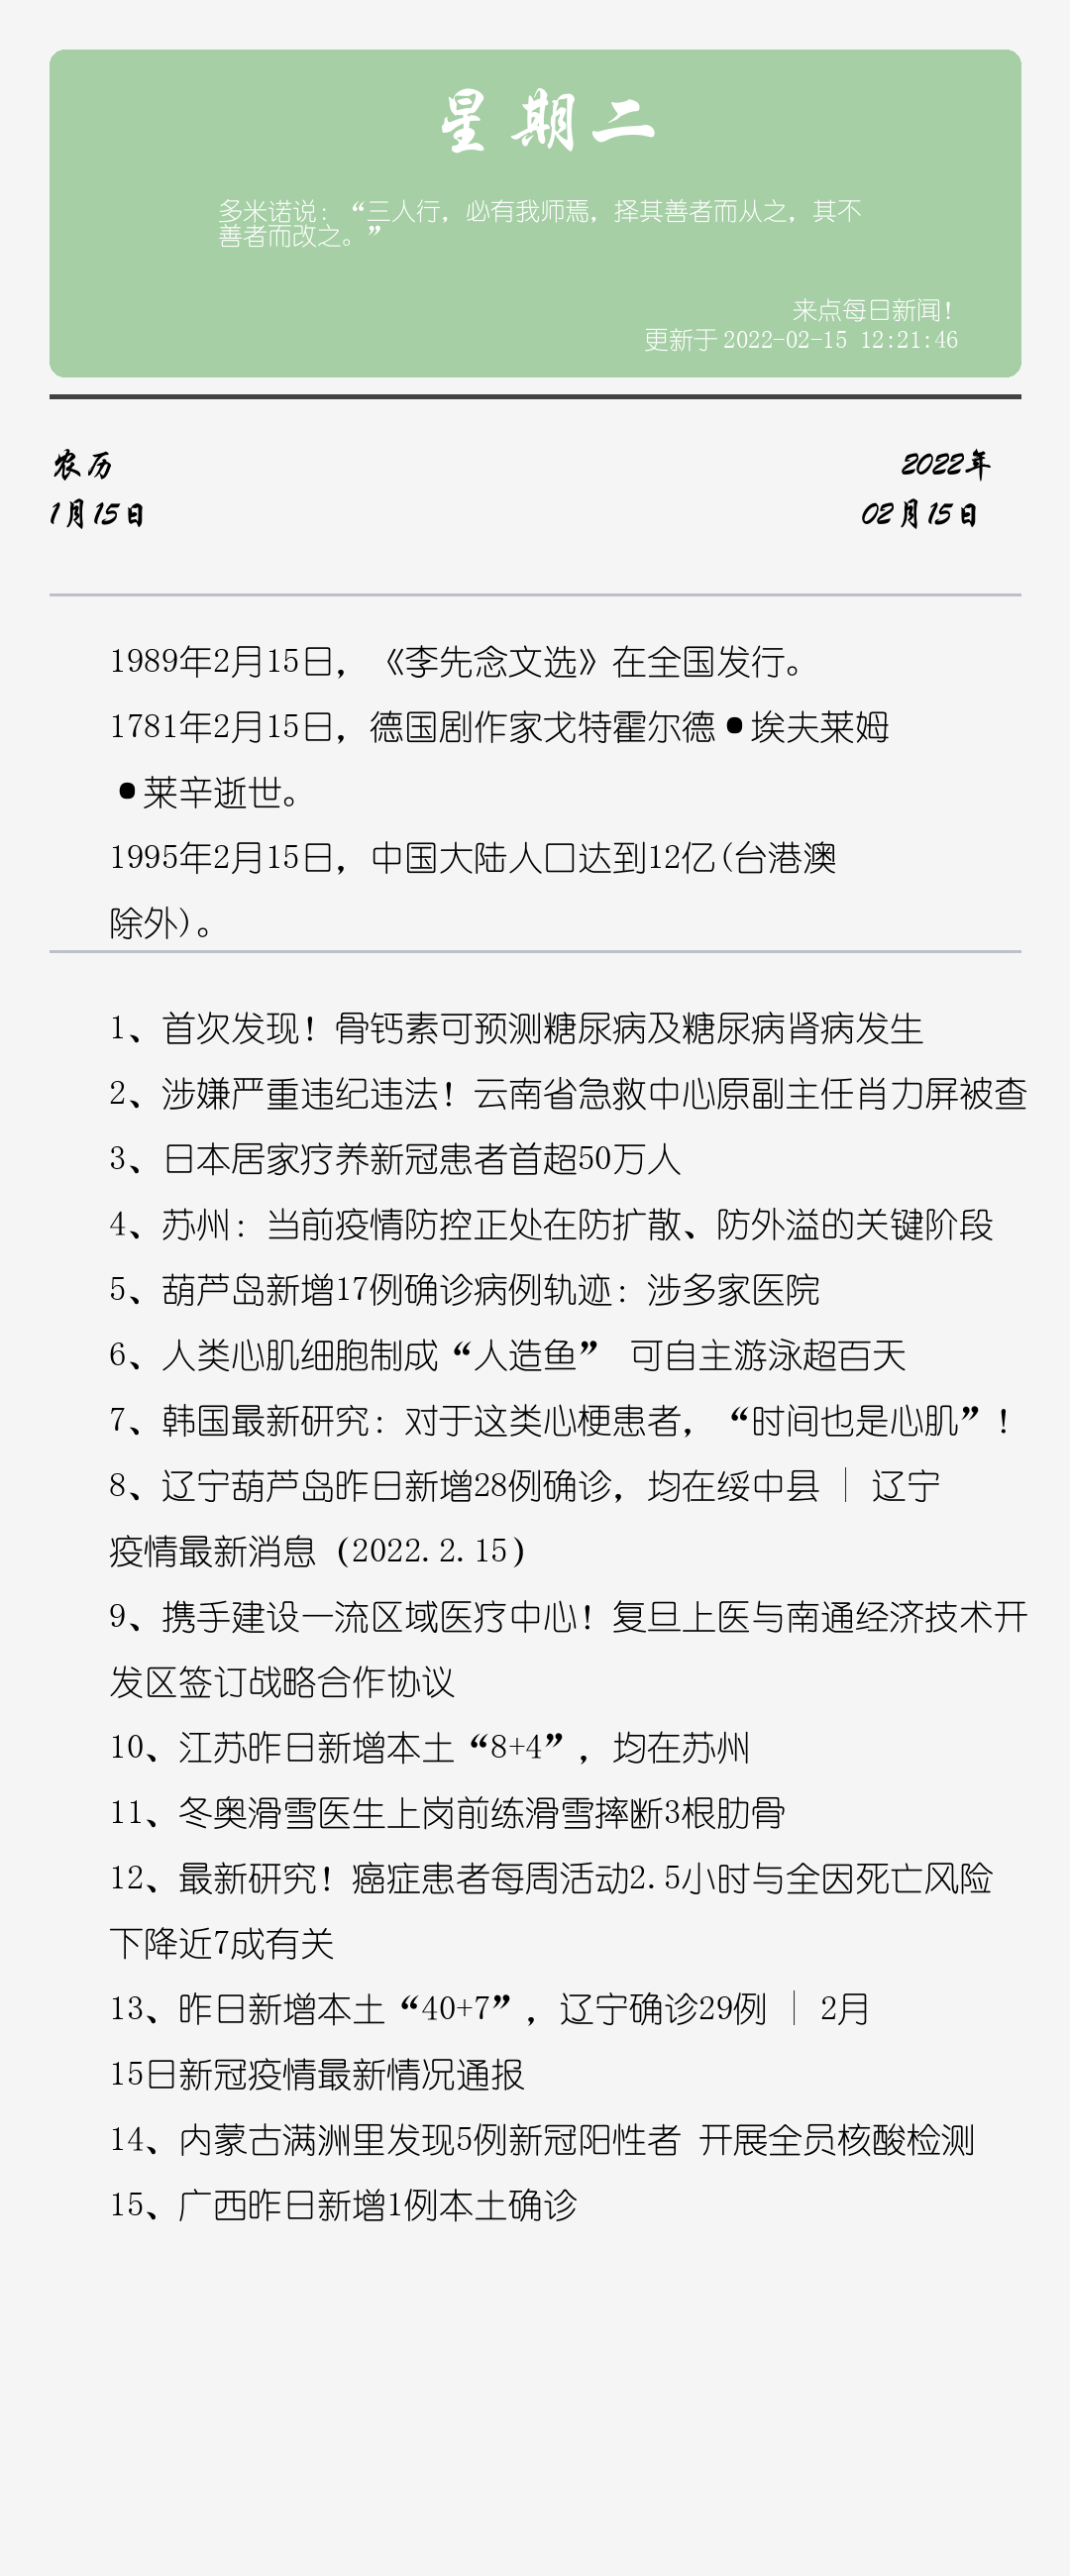 星期二
多米诺说：“三人行，必有我师焉，择其善者而从之，其不
善者而改之。”
来点每日新闻！
更新于 2022-02-15 12:21:46
农历
2022年
1月15日
02月15日
1989年2月15日，《李先念文选》在全国发行。
1781年2月15日，德国剧作家戈特霍尔德•埃夫莱姆
•莱辛逝世。
1995年2月15日，中国大陆人口达到12亿(台港澳
除外)。
1、首次发现！骨钙素可预测糖尿病及糖尿病肾病发生
2、涉嫌严重违纪违法！云南省急救中心原副主任肖力屏被查
3、日本居家疗养新冠患者首超50万人
4、苏州：当前疫情防控正处在防扩散、防外溢的关键阶段
5、葫芦岛新增17例确诊病例轨迹：涉多家医院
6、人类心肌细胞制成“人造鱼” 可自主游泳超百天
7、韩国最新研究：对于这类心梗患者，“时间也是心肌”！
8、辽宁葫芦岛昨日新增28例确诊，均在绥中县｜辽宁
疫情最新消息（2022.2.15）
9、携手建设一流区域医疗中心！复旦上医与南通经济技术开
发区签订战略合作协议
10、江苏昨日新增本土“8+4”，均在苏州
11、冬奥滑雪医生上岗前练滑雪摔断3根肋骨
12、最新研究！癌症患者每周活动2.5小时与全因死亡风险
下降近7成有关
13、昨日新增本土“40+7”，辽宁确诊29例｜2月
15日新冠疫情最新情况通报
14、内蒙古满洲里发现5例新冠阳性者 开展全员核酸检测
15、广西昨日新增1例本土确诊